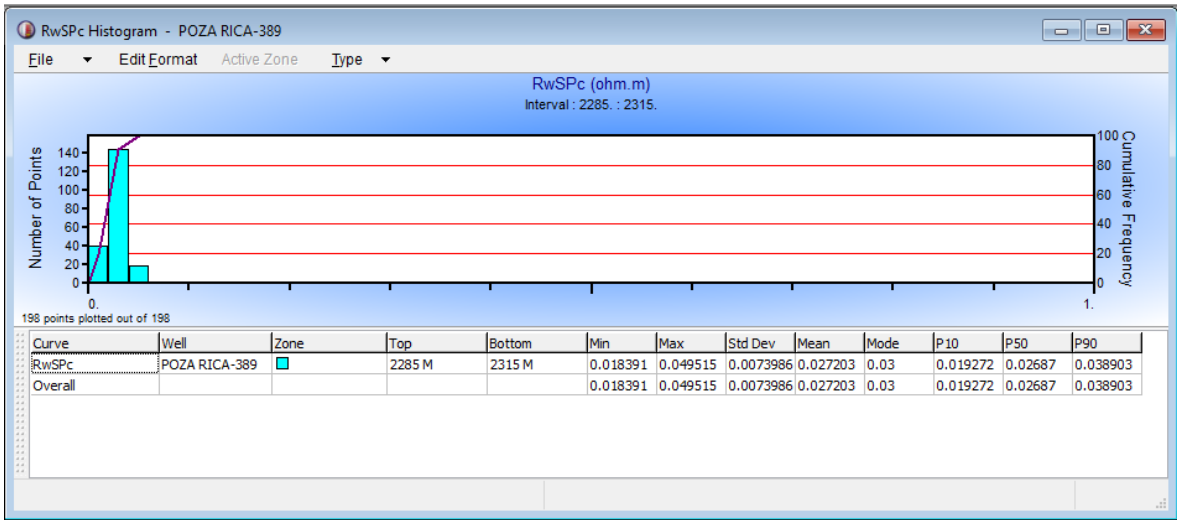 RwSPc Histogram - POZA RICA-389
File Edit Format Active Zone Type
RwSPc (ohm.m)
Interval : 2285. : 2315.
Number of Points
140
120
100
80
60
40
20
0
100
80
60
40
20
0
Cumulative Frequency
0. 1.
198 points plotted out of 198
Curve Well Zone Top Bottom Min Max Std Dev Mean Mode P10 P50 P90
RwSPc POZA RICA-389 2285 M 2315 M 0.018391 0.049515 0.0073986 0.027203 0.03 0.019272 0.02687 0.038903
Overall 0.018391 0.049515 0.0073986 0.027203 0.03 0.019272 0.02687 0.038903